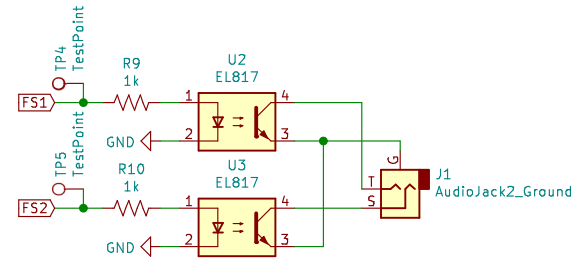 TP4
TestPoint
R9
1k
FS1
U2
EL817
1
2
4
3
GND
TP5
TestPoint
R10
1k
FS2
U3
EL817
1
2
4
3
GND
G
T
S
J1
AudioJack2_Ground